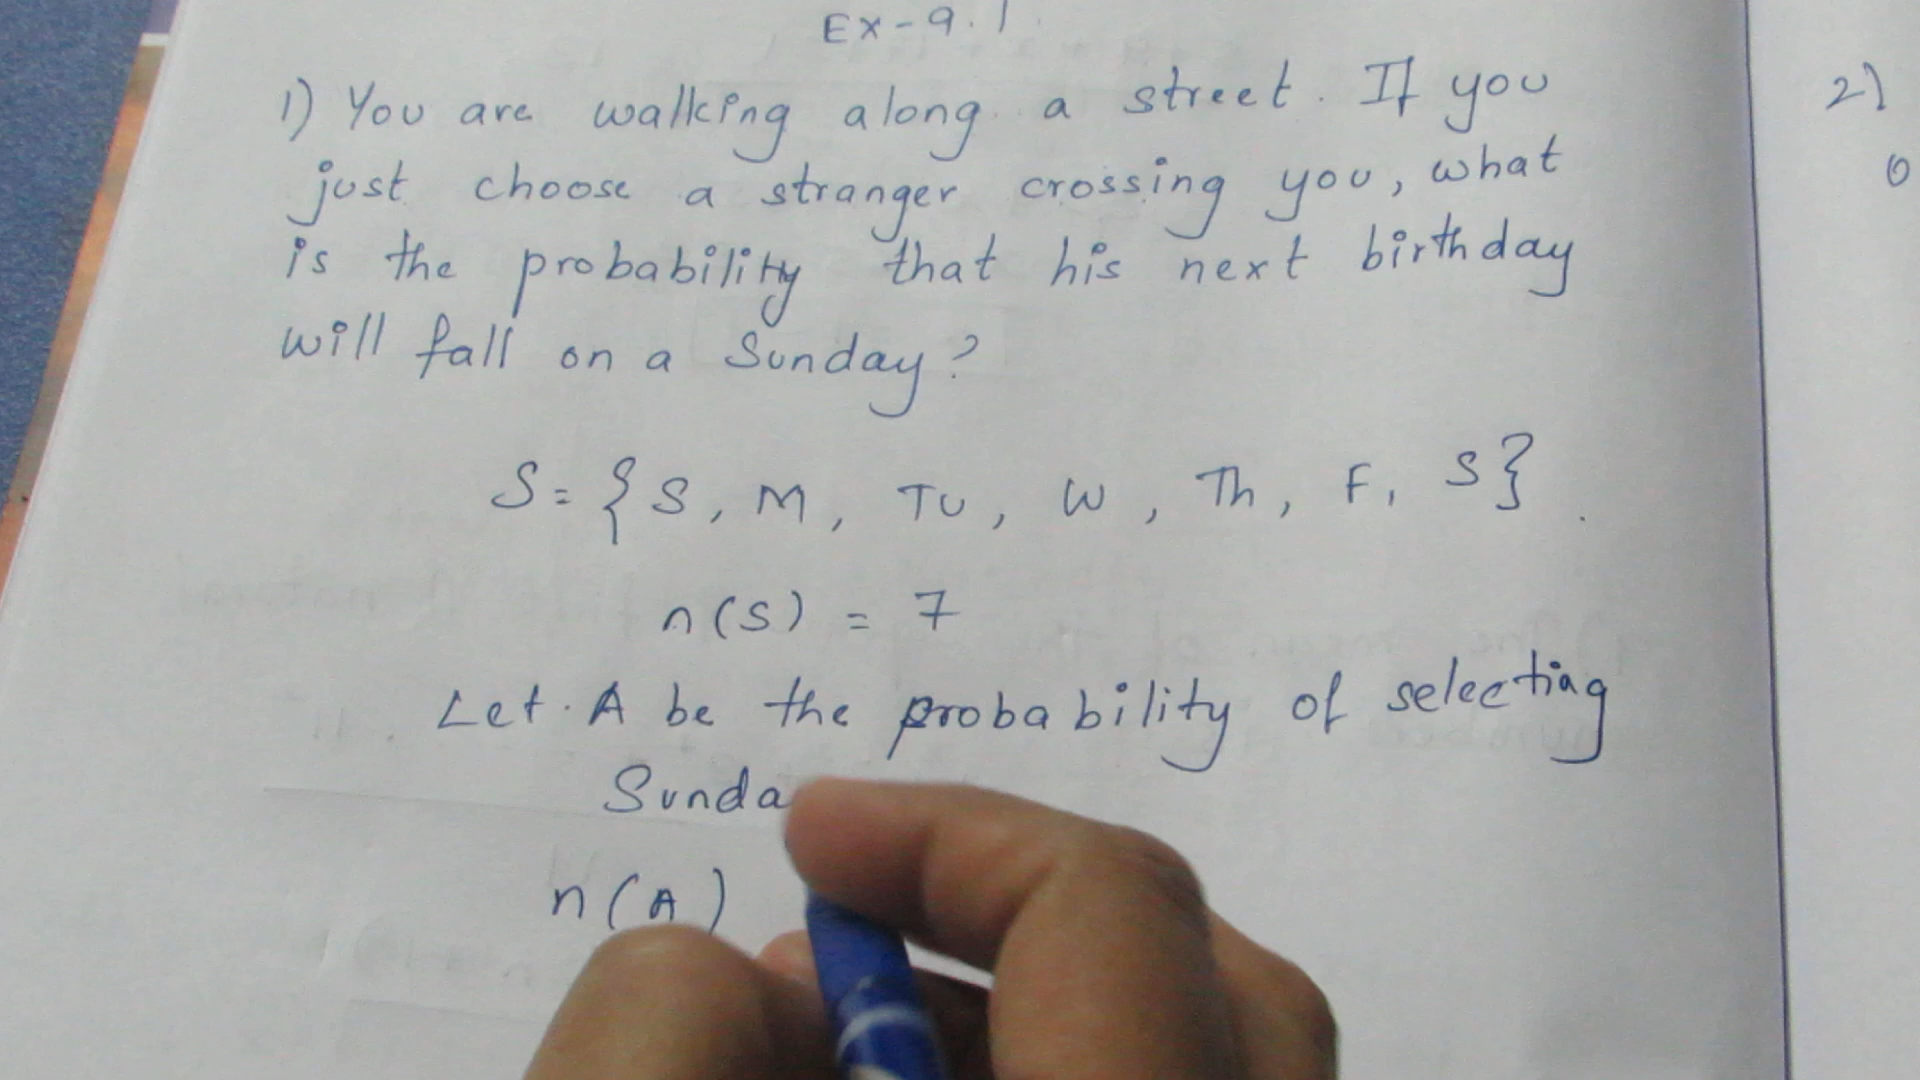 Ex-9.1
1) You are walking along a street. If you
just choose a stranger crossing you, what
is the probability that his next birthday
will fall on a Sunday?
S = { S, M, TU, W, Th, F, S}
n(S) = 7
Let A be the probability of selecting
Sunda
n(A)
2)